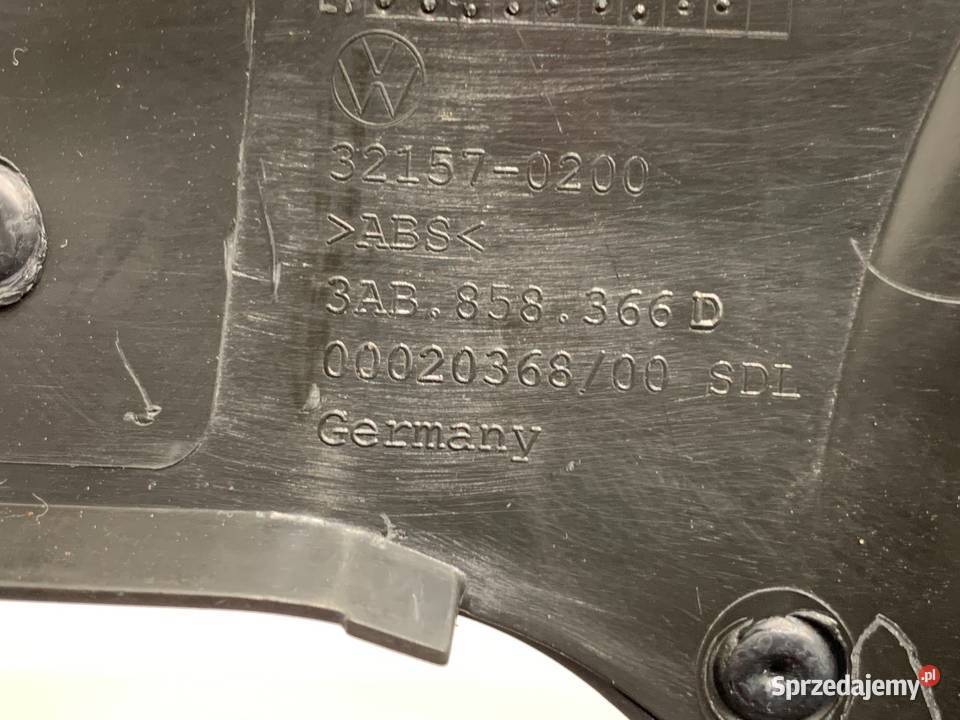 32157-0200
>ABS<
3AB.858.366 D
00020368/00 SDL
Germany
Sprzedajemy.pl